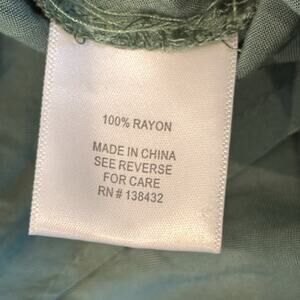 100% RAYON
MADE IN CHINA
SEE REVERSE
FOR CARE
RN # 138432